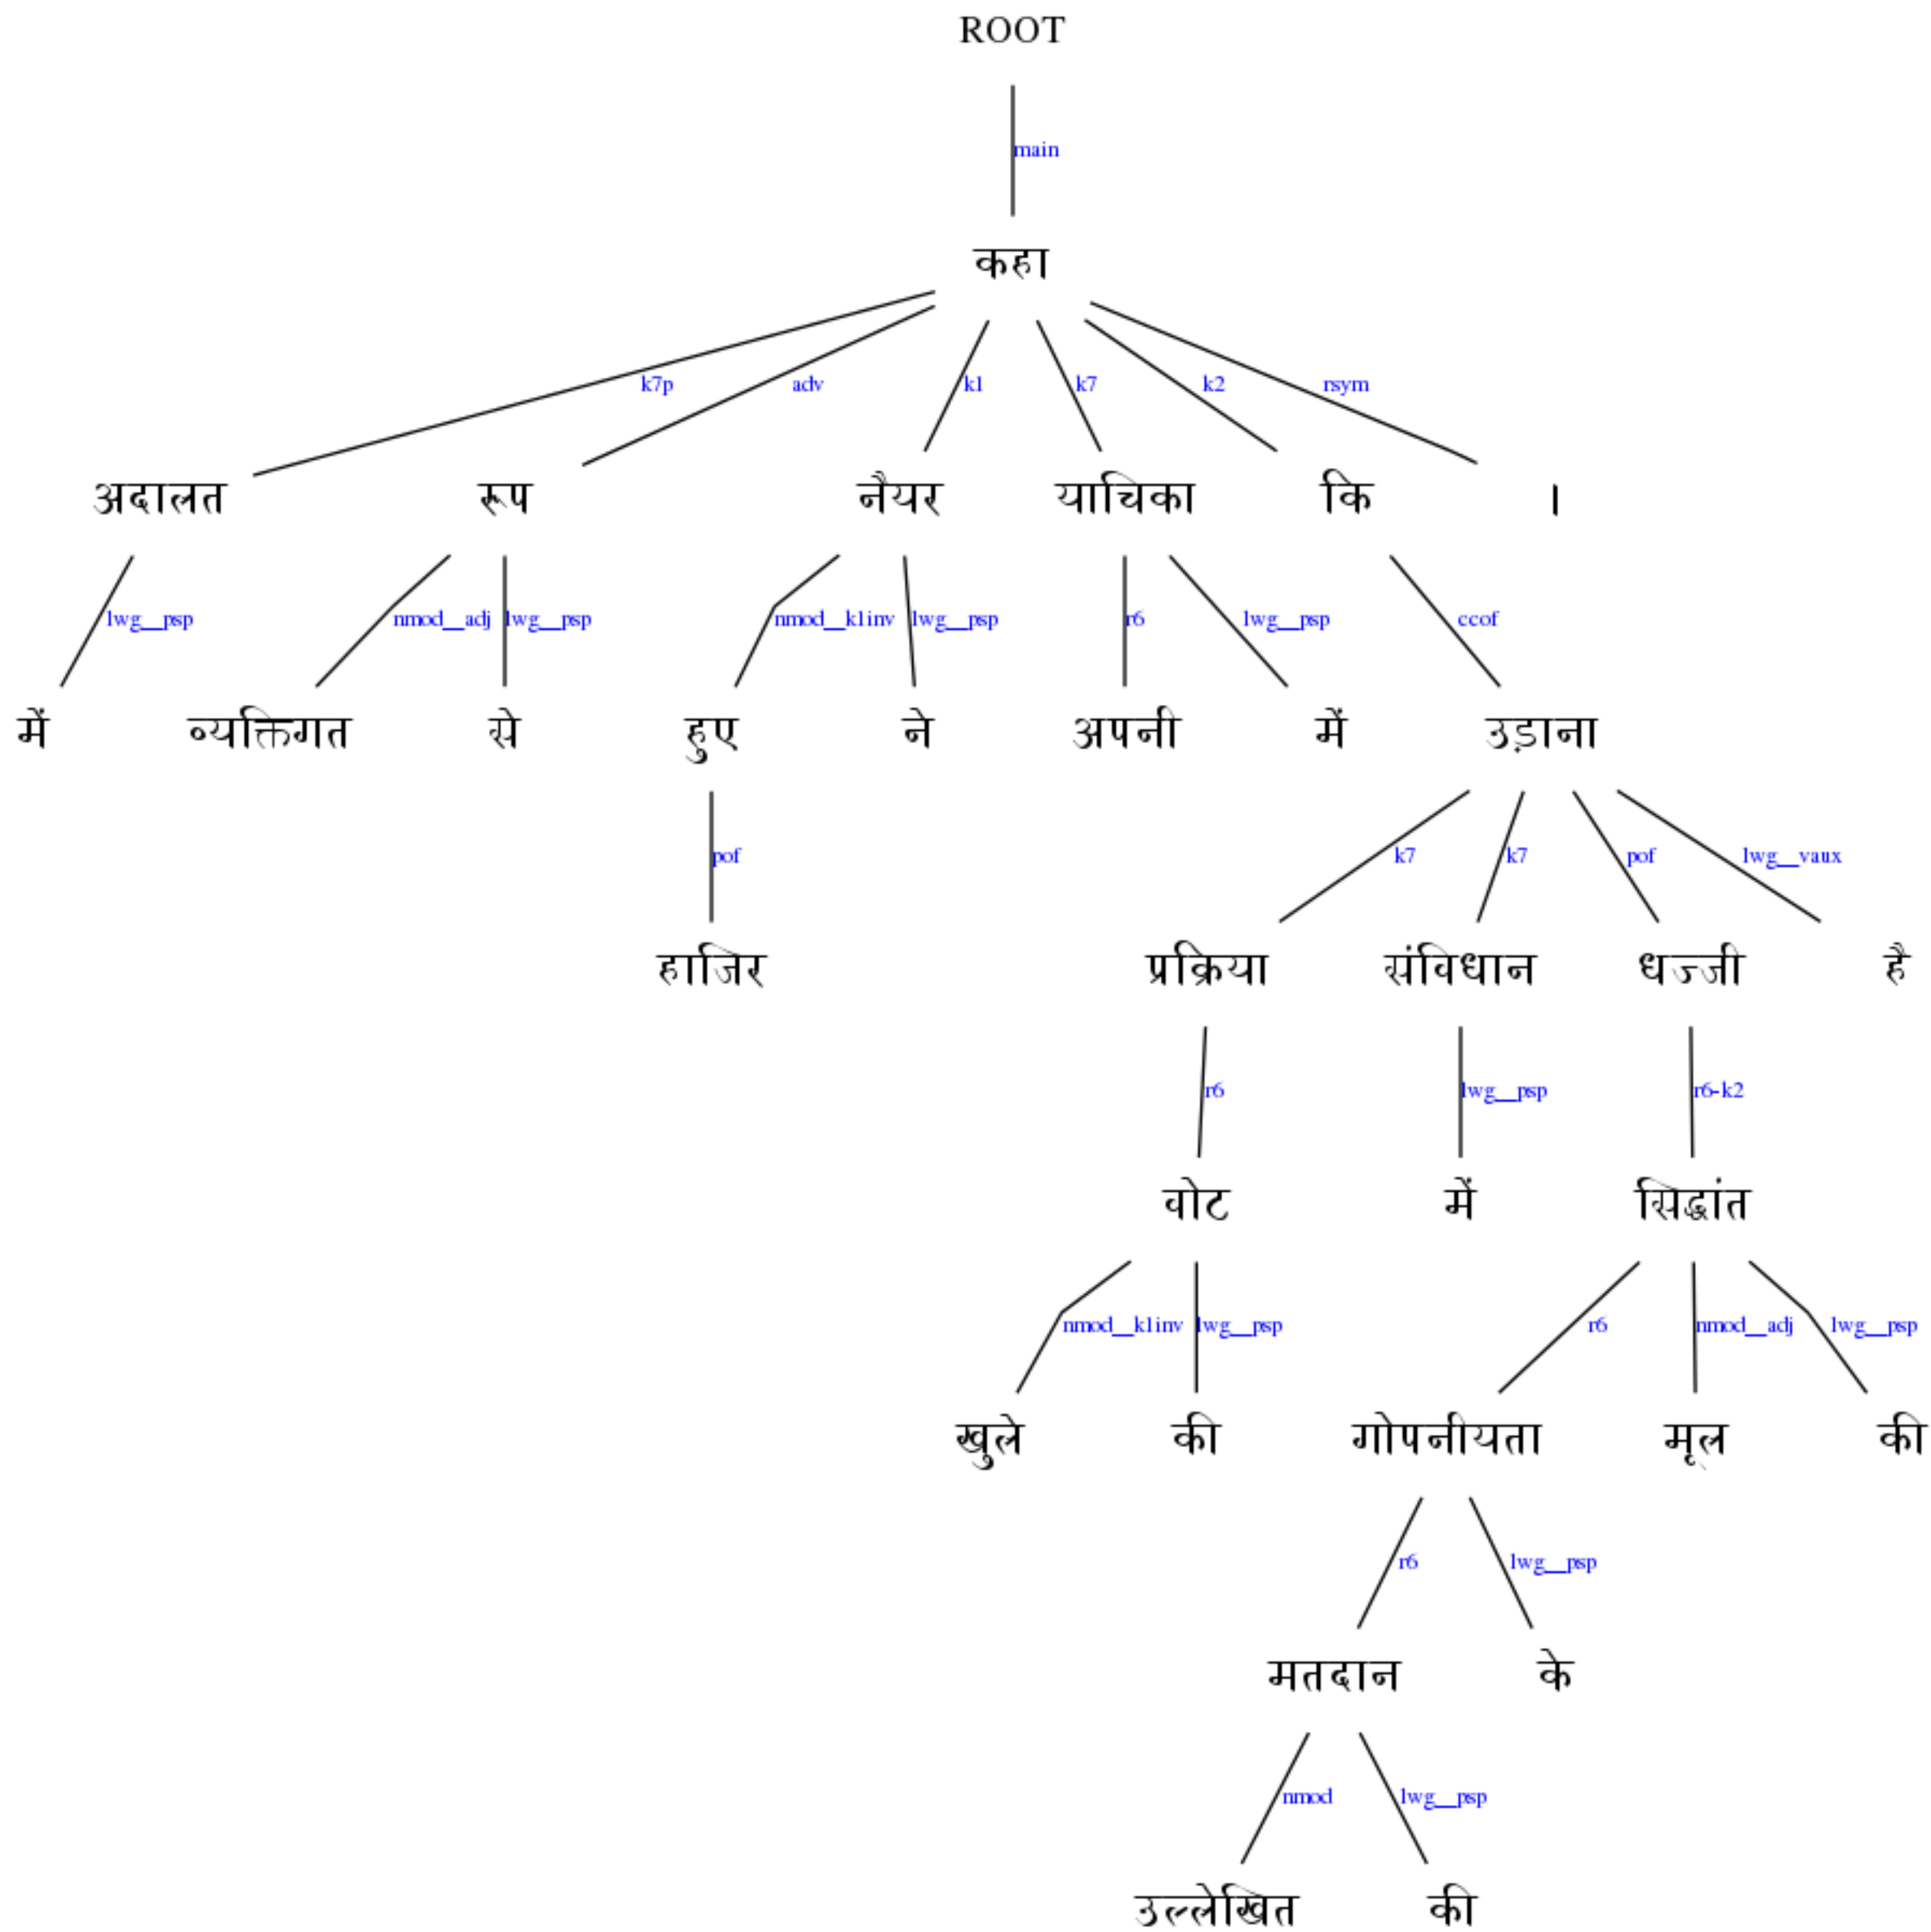 ROOT
main
कहा
k7p adv k1 k7 k2 rsym
अदालत रूप नैयर याचिका कि ।
lwg__psp nmod__adj lwg__psp nmod__k1inv lwg__psp r6 lwg__psp ccof
में व्यक्तिगत से हुए ने अपनी में उड़ाना
pof k7 k7 pof lwg__vaux
हाजिर प्रक्रिया संविधान धज्जी है
r6 lwg__psp r6-k2
वोट में सिद्धांत
nmod__k1inv lwg__psp r6 nmod__adj lwg__psp
खुले की गोपनीयता मूल की
r6 lwg__psp
मतदान के
nmod lwg__psp
उल्लेखित की